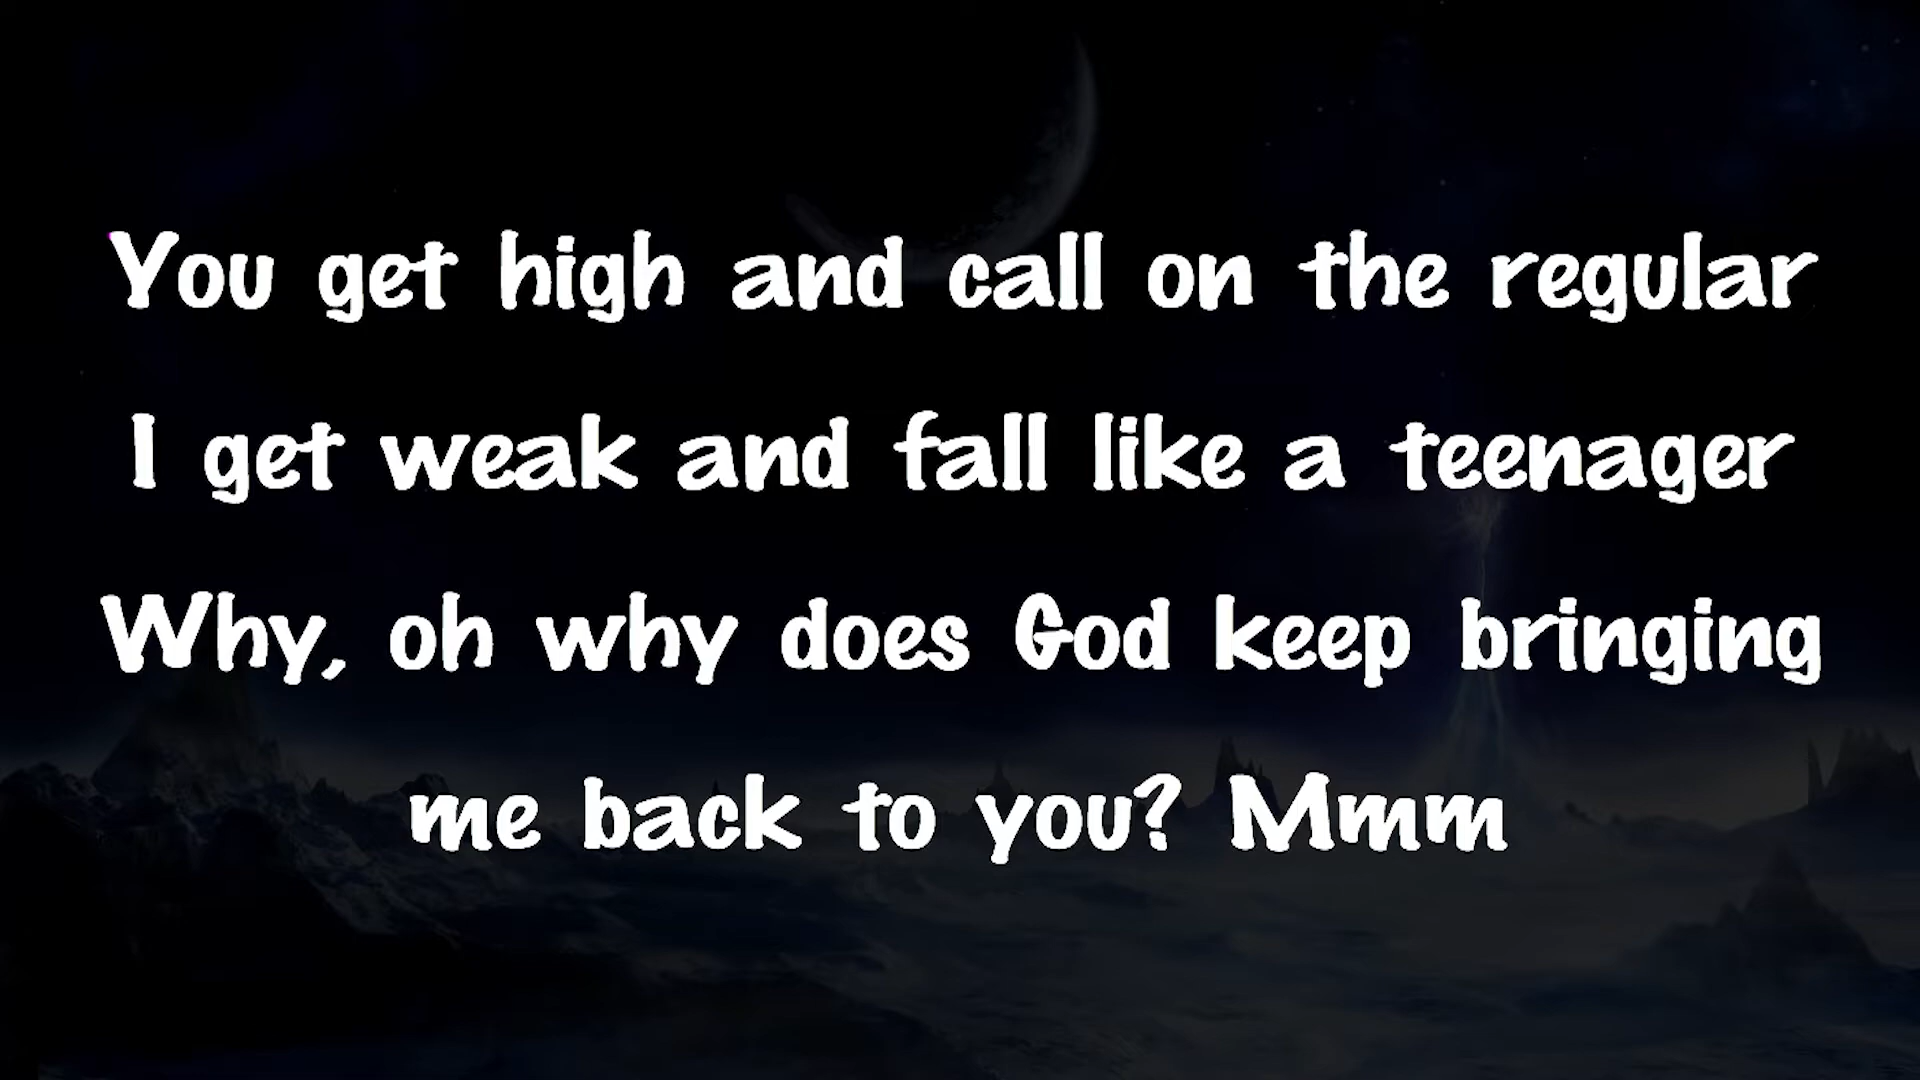 You get high and call on the regular
I get weak and fall like a teenager
Why, oh why does God keep bringing
me back to you? Mmm